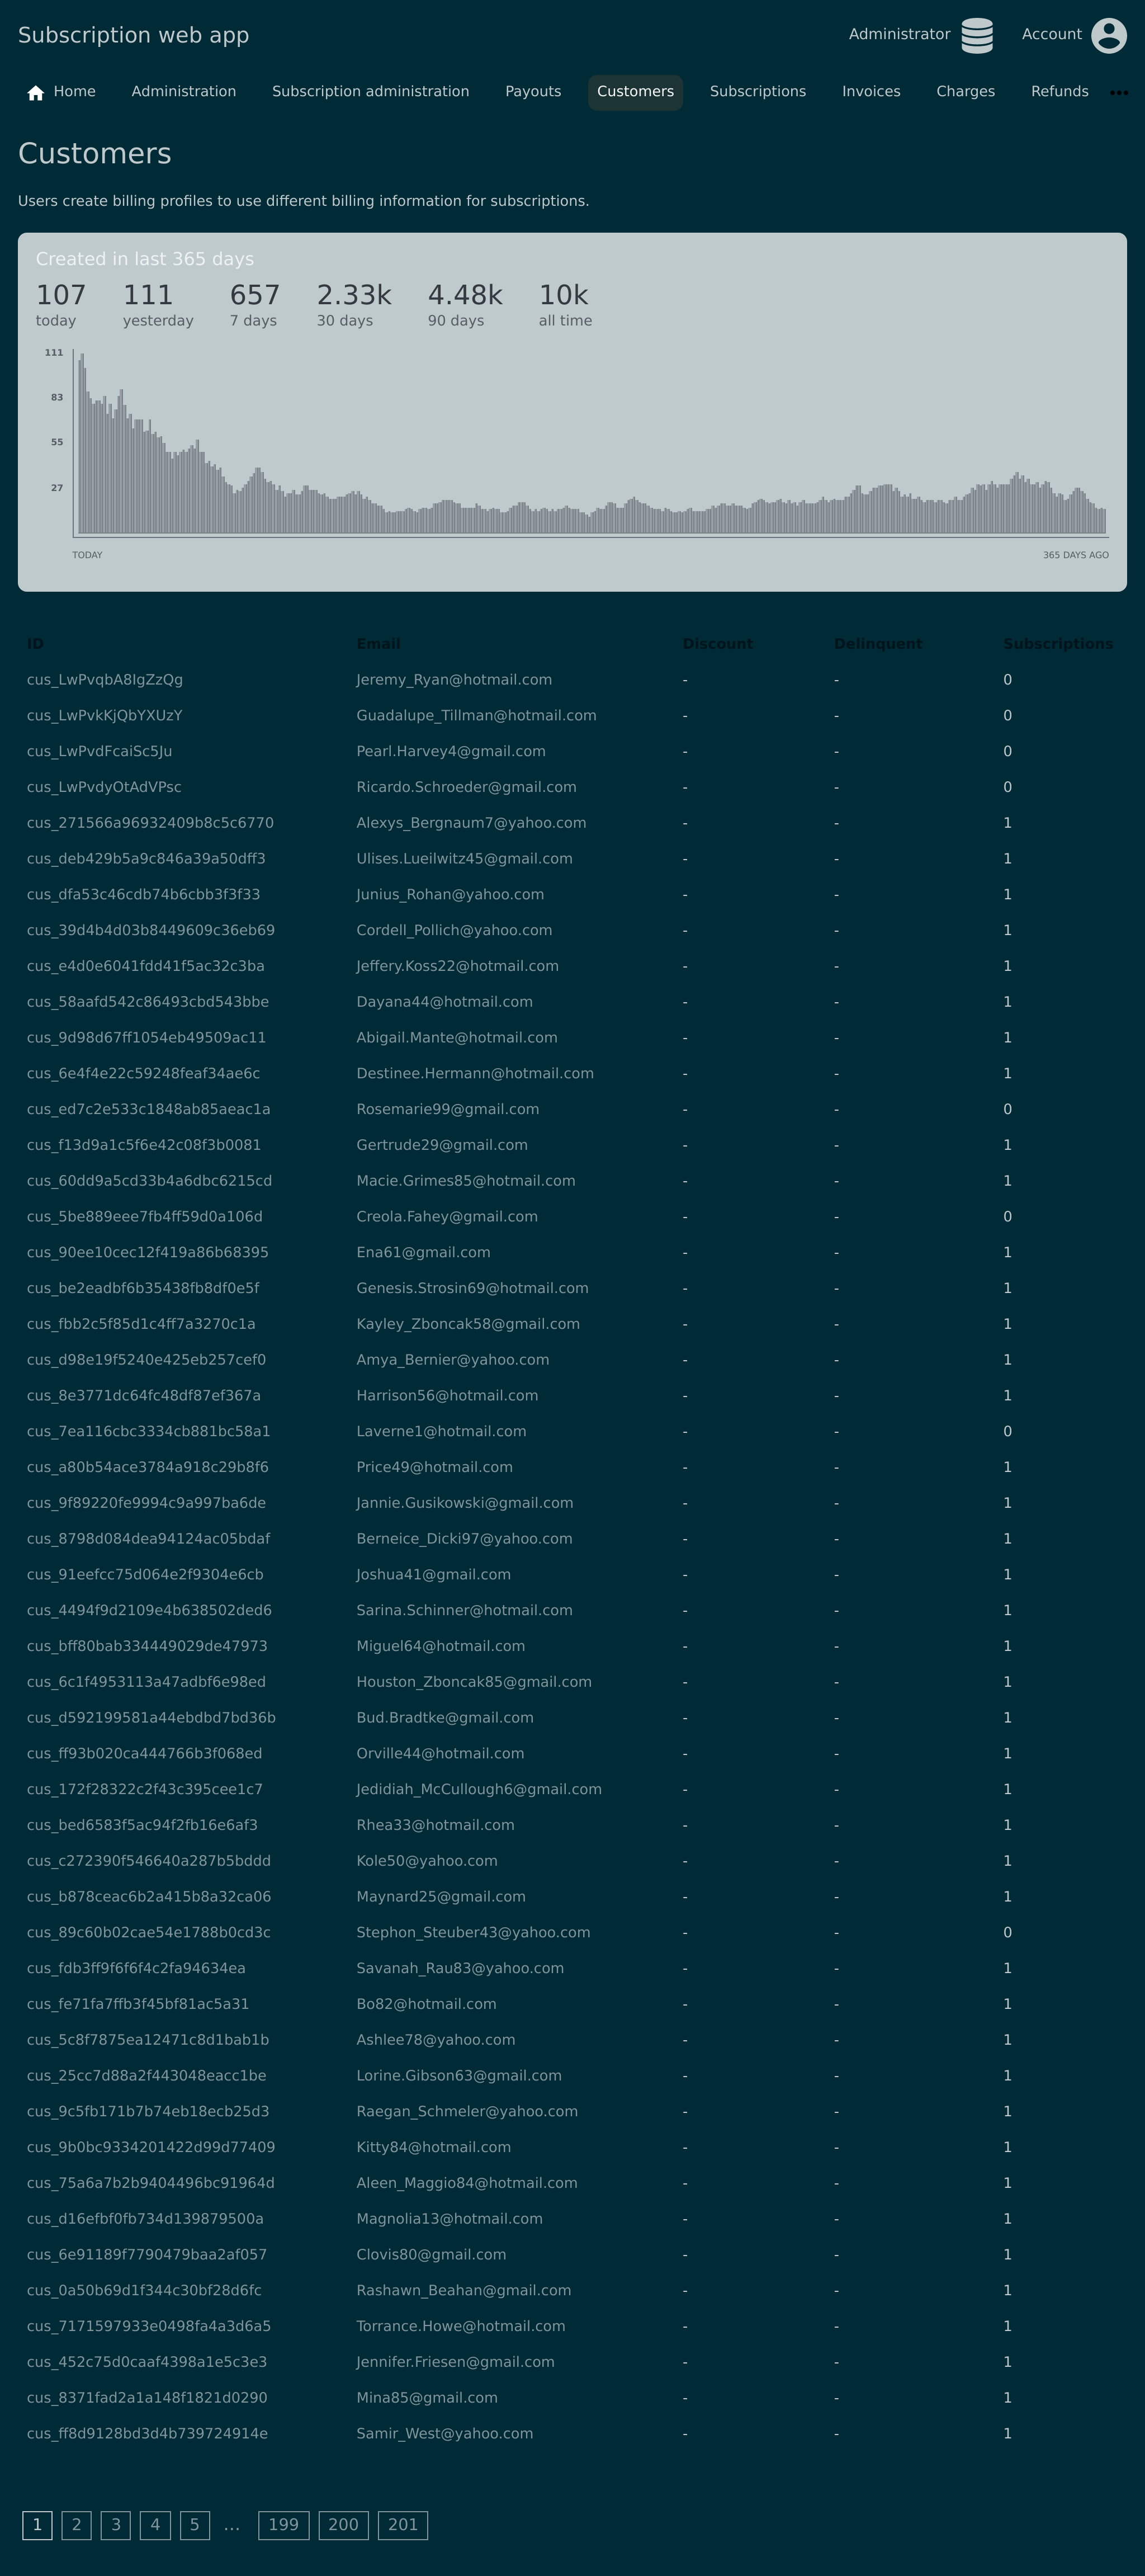 Subscription web app
Administrator Account
Home Administration Subscription administration Payouts Customers Subscriptions Invoices Charges Refunds
Customers
Users create billing profiles to use different billing information for subscriptions.
Created in last 365 days
107 111 657 2.33k 4.48k 10k
today yesterday 7 days 30 days 90 days all time
111
83
55
27
TODAY 365 DAYS AGO
ID Email Discount Delinquent Subscriptions
cus_LwPvqbA8IgZzQg Jeremy_Ryan@hotmail.com - - 0
cus_LwPvkKjQbYXUzY Guadalupe_Tillman@hotmail.com - - 0
cus_LwPvdFcaiSc5Ju Pearl.Harvey4@gmail.com - - 0
cus_LwPvdyOtAdVPsc Ricardo.Schroeder@gmail.com - - 0
cus_271566a96932409b8c5c6770 Alexys_Bergnaum7@yahoo.com - - 1
cus_deb429b5a9c846a39a50dff3 Ulises.Lueilwitz45@gmail.com - - 1
cus_dfa53c46cdb74b6cbb3f3f33 Junius_Rohan@yahoo.com - - 1
cus_39d4b4d03b8449609c36eb69 Cordell_Pollich@yahoo.com - - 1
cus_e4d0e6041fdd41f5ac32c3ba Jeffery.Koss22@hotmail.com - - 1
cus_58aafd542c86493cbd543bbe Dayana44@hotmail.com - - 1
cus_9d98d67ff1054eb49509ac11 Abigail.Mante@hotmail.com - - 1
cus_6e4f4e22c59248feaf34ae6c Destinee.Hermann@hotmail.com - - 1
cus_ed7c2e533c1848ab85aeac1a Rosemarie99@gmail.com - - 0
cus_f13d9a1c5f6e42c08f3b0081 Gertrude29@gmail.com - - 1
cus_60dd9a5cd33b4a6dbc6215cd Macie.Grimes85@hotmail.com - - 1
cus_5be889eee7fb4ff59d0a106d Creola.Fahey@gmail.com - - 0
cus_90ee10cec12f419a86b68395 Ena61@gmail.com - - 1
cus_be2eadbf6b35438fb8df0e5f Genesis.Strosin69@hotmail.com - - 1
cus_fbb2c5f85d1c4ff7a3270c1a Kayley_Zboncak58@gmail.com - - 1
cus_d98e19f5240e425eb257cef0 Amya_Bernier@yahoo.com - - 1
cus_8e3771dc64fc48df87ef367a Harrison56@hotmail.com - - 1
cus_7ea116cbc3334cb881bc58a1 Laverne1@hotmail.com - - 0
cus_a80b54ace3784a918c29b8f6 Price49@hotmail.com - - 1
cus_9f89220fe9994c9a997ba6de Jannie.Gusikowski@gmail.com - - 1
cus_8798d084dea94124ac05bdaf Berneice_Dicki97@yahoo.com - - 1
cus_91eefcc75d064e2f9304e6cb Joshua41@gmail.com - - 1
cus_4494f9d2109e4b638502ded6 Sarina.Schinner@hotmail.com - - 1
cus_bff80bab334449029de47973 Miguel64@hotmail.com - - 1
cus_6c1f4953113a47adbf6e98ed Houston_Zboncak85@gmail.com - - 1
cus_d592199581a44ebdbd7bd36b Bud.Bradtke@gmail.com - - 1
cus_ff93b020ca444766b3f068ed Orville44@hotmail.com - - 1
cus_172f28322c2f43c395cee1c7 Jedidiah_McCullough6@gmail.com - - 1
cus_bed6583f5ac94f2fb16e6af3 Rhea33@hotmail.com - - 1
cus_c272390f546640a287b5bddd Kole50@yahoo.com - - 1
cus_b878ceac6b2a415b8a32ca06 Maynard25@gmail.com - - 1
cus_89c60b02cae54e1788b0cd3c Stephon_Steuber43@yahoo.com - - 0
cus_fdb3ff9f6f6f4c2fa94634ea Savanah_Rau83@yahoo.com - - 1
cus_fe71fa7ffb3f45bf81ac5a31 Bo82@hotmail.com - - 1
cus_5c8f7875ea12471c8d1bab1b Ashlee78@yahoo.com - - 1
cus_25cc7d88a2f443048eacc1be Lorine.Gibson63@gmail.com - - 1
cus_9c5fb171b7b74eb18ecb25d3 Raegan_Schmeler@yahoo.com - - 1
cus_9b0bc9334201422d99d77409 Kitty84@hotmail.com - - 1
cus_75a6a7b2b9404496bc91964d Aleen_Maggio84@hotmail.com - - 1
cus_d16efbf0fb734d139879500a Magnolia13@hotmail.com - - 1
cus_6e91189f7790479baa2af057 Clovis80@gmail.com - - 1
cus_0a50b69d1f344c30bf28d6fc Rashawn_Beahan@gmail.com - - 1
cus_7171597933e0498fa4a3d6a5 Torrance.Howe@hotmail.com - - 1
cus_452c75d0caaf4398a1e5c3e3 Jennifer.Friesen@gmail.com - - 1
cus_8371fad2a1a148f1821d0290 Mina85@gmail.com - - 1
cus_ff8d9128bd3d4b739724914e Samir_West@yahoo.com - - 1
1 2 3 4 5 ... 199 200 201